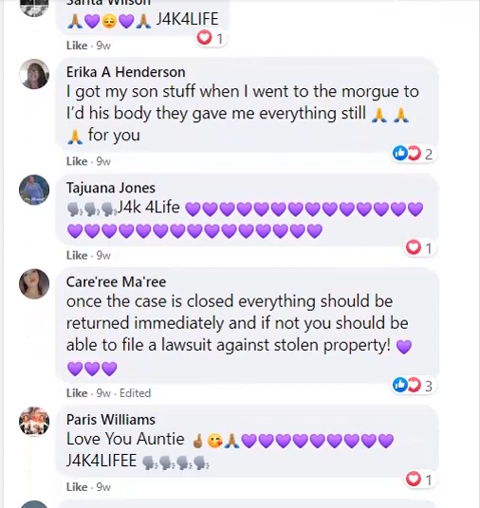 Santa Wilson
🙏💜😔💜🙏 J4K4LIFE
Like · 9w
1
Erika A Henderson
I got my son stuff when I went to the morgue to
I'd his body they gave me everything still 🙏 🙏
🙏 for you
Like · 9w
2
Tajuana Jones
🗣️🗣️🗣️J4k 4Life 💜💜💜💜💜💜💜💜💜💜💜💜💜💜
💜💜💜💜💜💜💜💜💜💜💜💜💜💜💜
1
Like · 9w
Care'ree Ma'ree
once the case is closed everything should be
returned immediately and if not you should be
able to file a lawsuit against stolen property! 💜
💜💜💜
Like · 9w · Edited
3
Paris Williams
Love You Auntie 🤞🏾😘🙏🏾💜💜💜💜💜💜💜💜💜
J4K4LIFEE 🗣️🗣️🗣️🗣️
1
Like · 9w